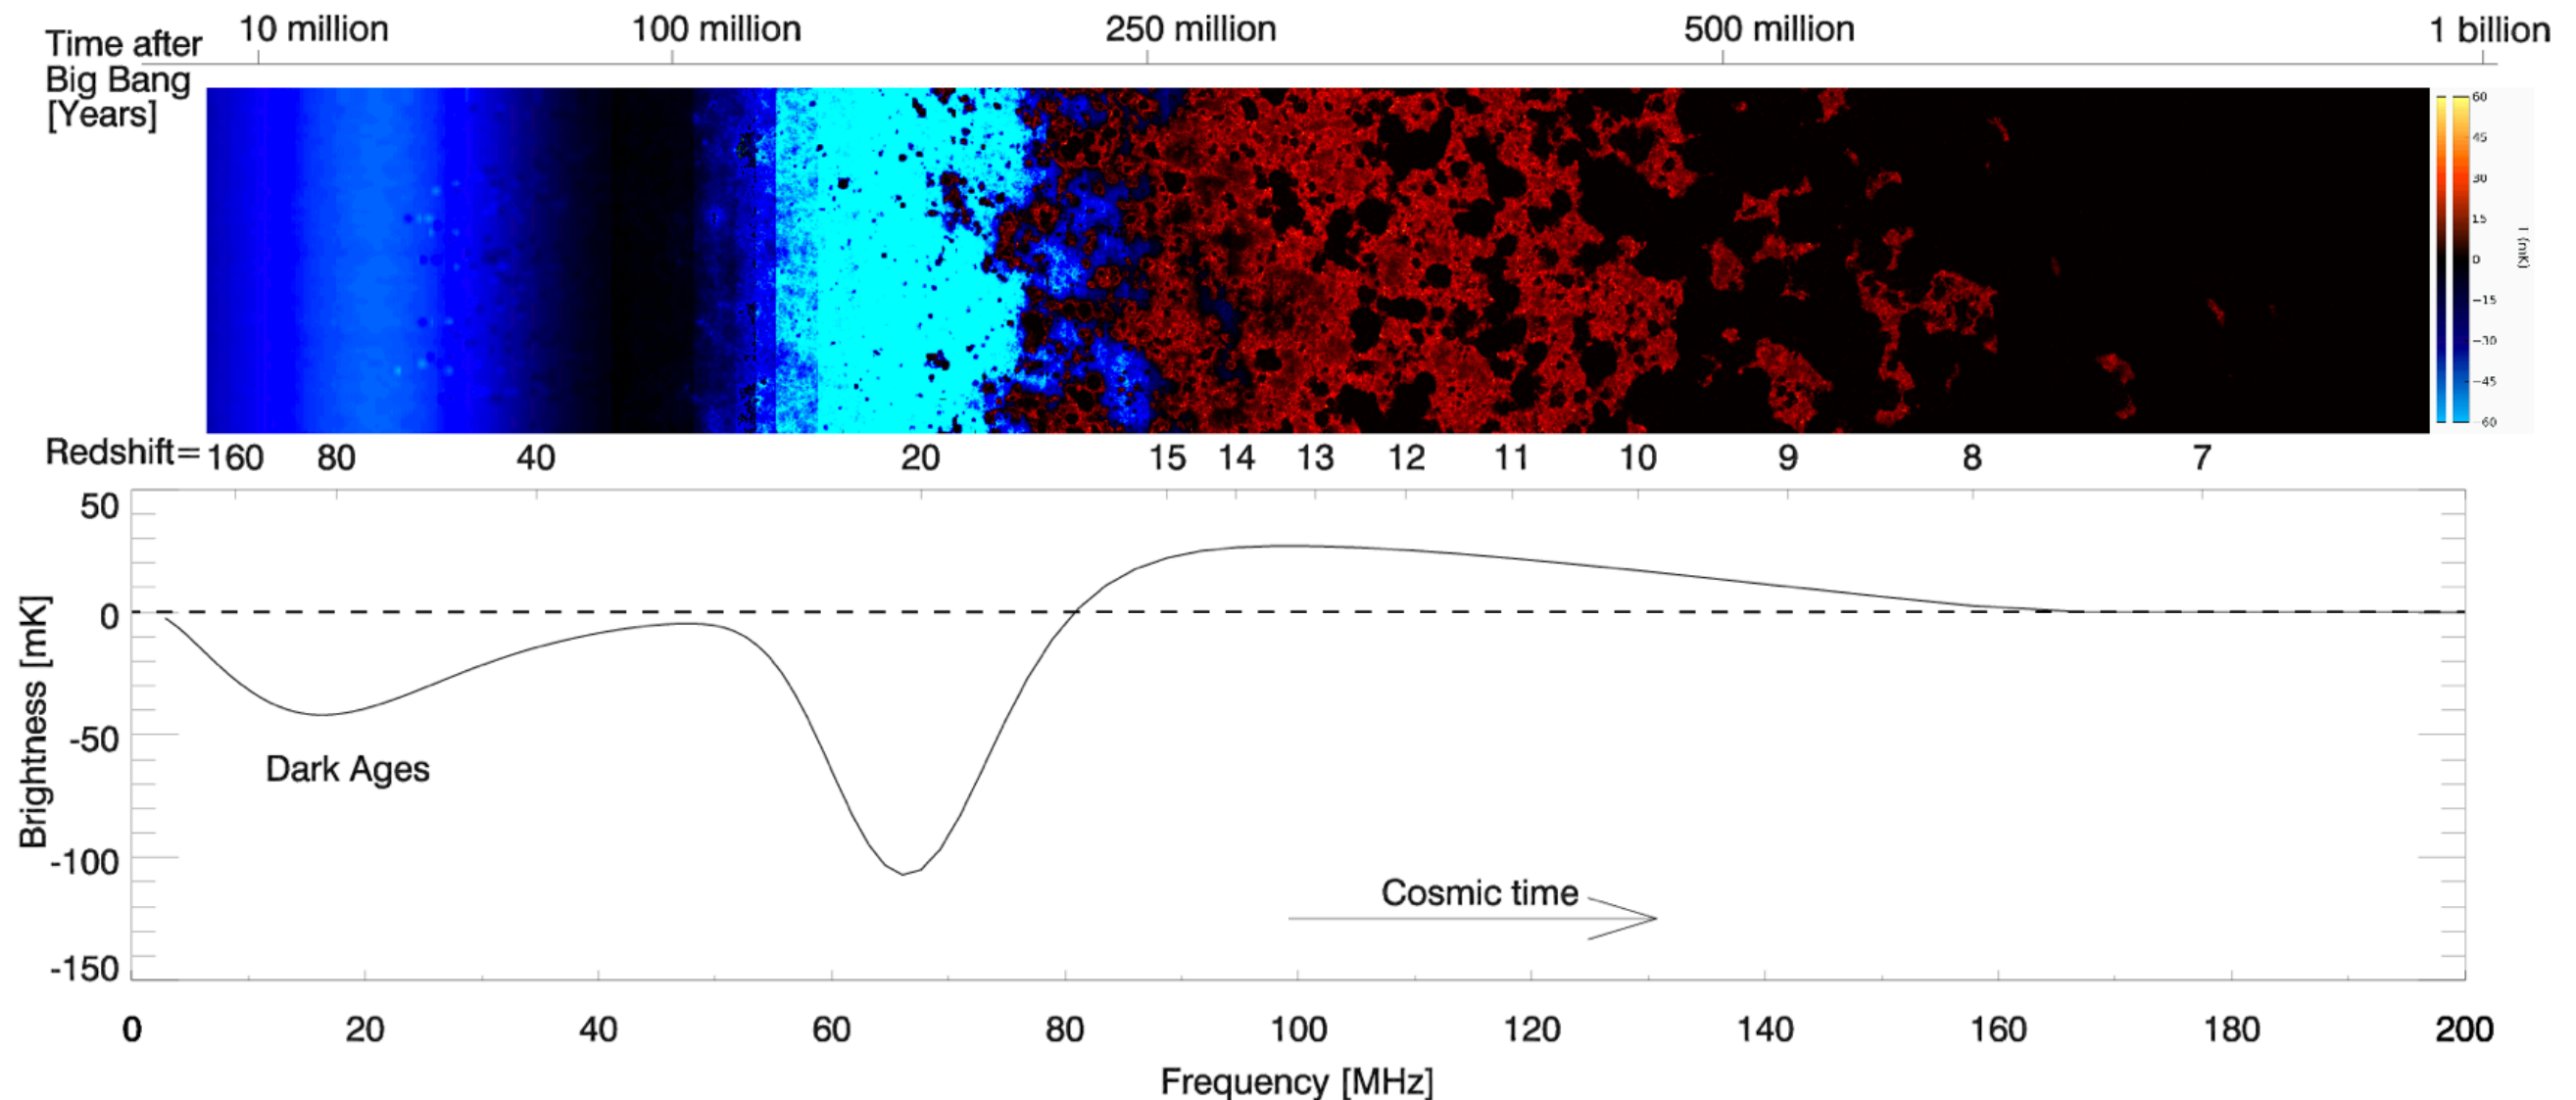 10 million 100 million 250 million 500 million 1 billion
Time after
Big Bang
[Years]
60
45
30
15
0
−15
−30
−45
−60
T (mK)
Redshift= 160 80 40 20 15 14 13 12 11 10 9 8 7
50
0
-50
-100
-150
Brightness [mK]
Dark Ages
Cosmic time
0 20 40 60 80 100 120 140 160 180 200
Frequency [MHz]